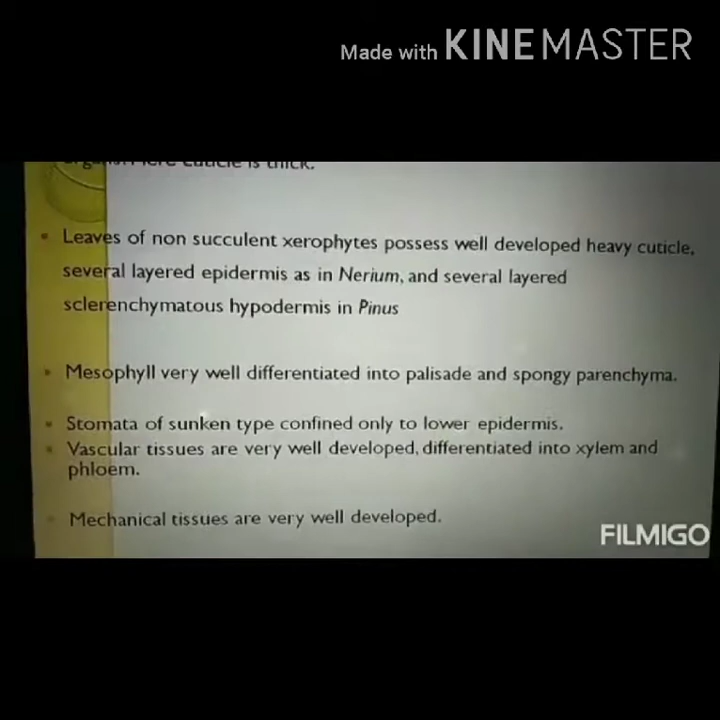 Made with KINEMASTER
cuticle is thick.
Leaves of non succulent xerophytes possess well developed heavy cuticle,
several layered epidermis as in Nerium, and several layered
sclerenchymatous hypodermis in Pinus
Mesophyll very well differentiated into palisade and spongy parenchyma.
Stomata of sunken type confined only to lower epidermis.
Vascular tissues are very well developed, differentiated into xylem and
phloem.
Mechanical tissues are very well developed.
FILMIGO